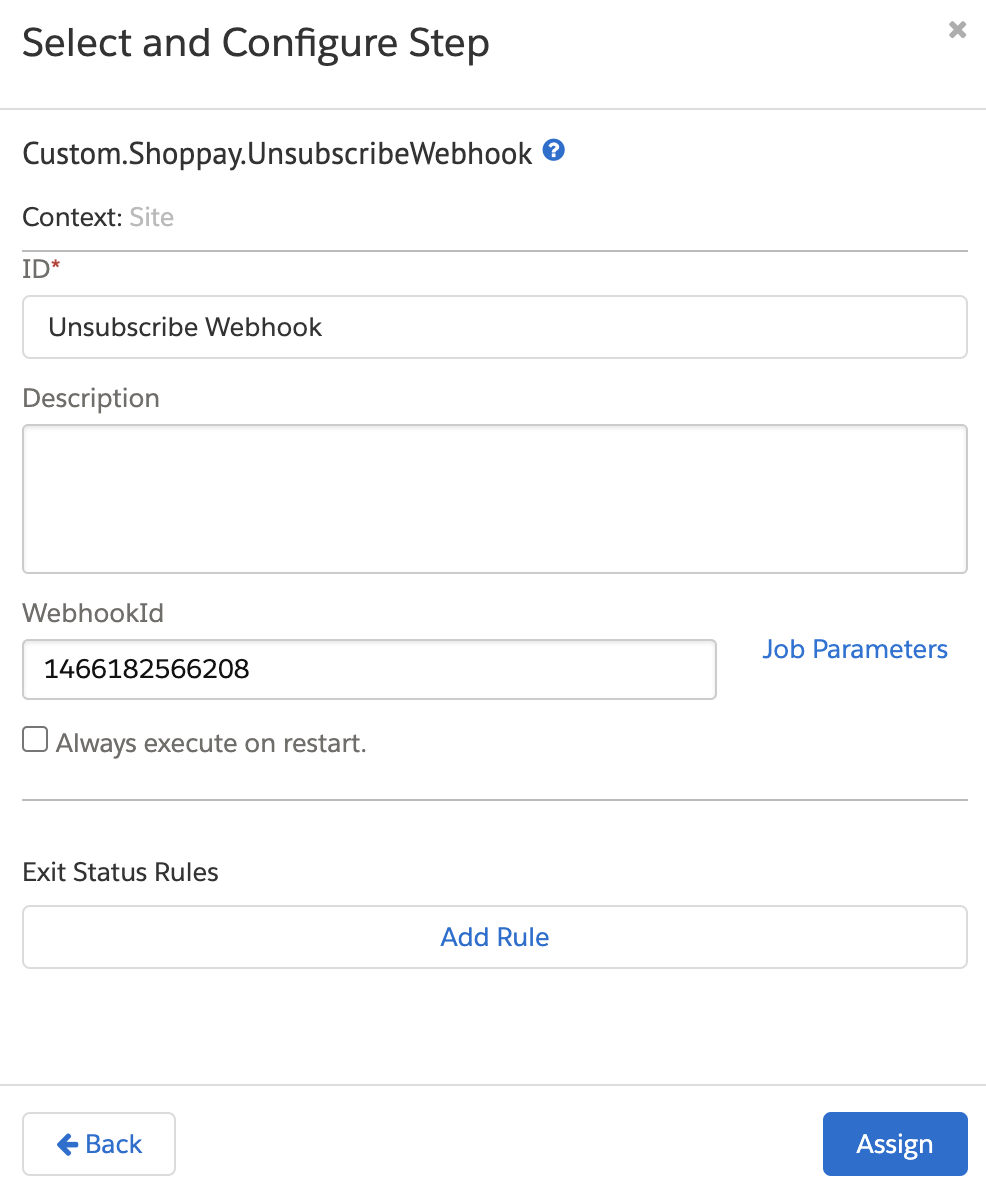 Select and Configure Step
Custom.Shoppay.UnsubscribeWebhook
Context: Site
ID*
Unsubscribe Webhook
Description
WebhookId
1466182566208
Job Parameters
Always execute on restart.
Exit Status Rules
Add Rule
Back
Assign